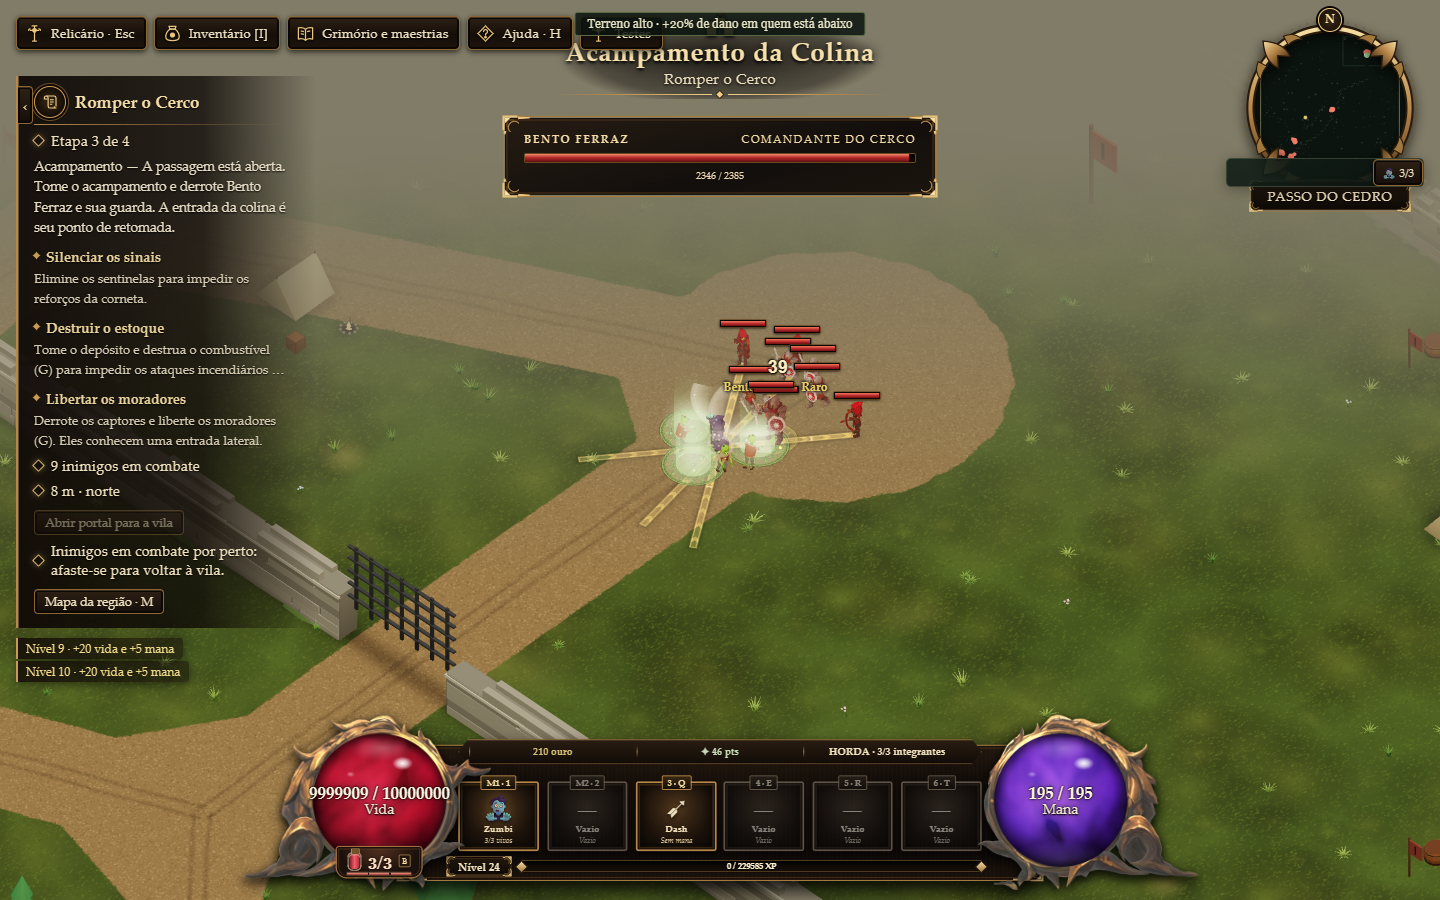 Relicário · Esc
Inventário [I]
Grimório e maestrias
Ajuda · H
Testes
Terreno alto · +20% de dano em quem está abaixo
Acampamento da Colina
Romper o Cerco
N
BENTO FERRAZ
COMANDANTE DO CERCO
2346 / 2385
3/3
PASSO DO CEDRO
‹
Romper o Cerco
Etapa 3 de 4
Acampamento — A passagem está aberta.
Tome o acampamento e derrote Bento
Ferraz e sua guarda. A entrada da colina é
seu ponto de retomada.
Silenciar os sinais
Elimine os sentinelas para impedir os
reforços da corneta.
Destruir o estoque
Tome o depósito e destrua o combustível
(G) para impedir os ataques incendiários ...
Libertar os moradores
Derrote os captores e liberte os moradores
(G). Eles conhecem uma entrada lateral.
9 inimigos em combate
8 m · norte
Abrir portal para a vila
Inimigos em combate por perto:
afaste-se para voltar à vila.
Mapa da região · M
39
Raro
Nível 9 · +20 vida e +5 mana
Nível 10 · +20 vida e +5 mana
210 ouro
46 pts
HORDA · 3/3 integrantes
9999909 / 10000000
Vida
3/3
B
M1 · 1
Zumbi
3/3 vivos
M2 · 2
Vazio
Vazio
3 · Q
Dash
Sem mana
4 · E
Vazio
Vazio
5 · R
Vazio
Vazio
6 · T
Vazio
Vazio
195 / 195
Mana
Nível 24
0 / 229585 XP